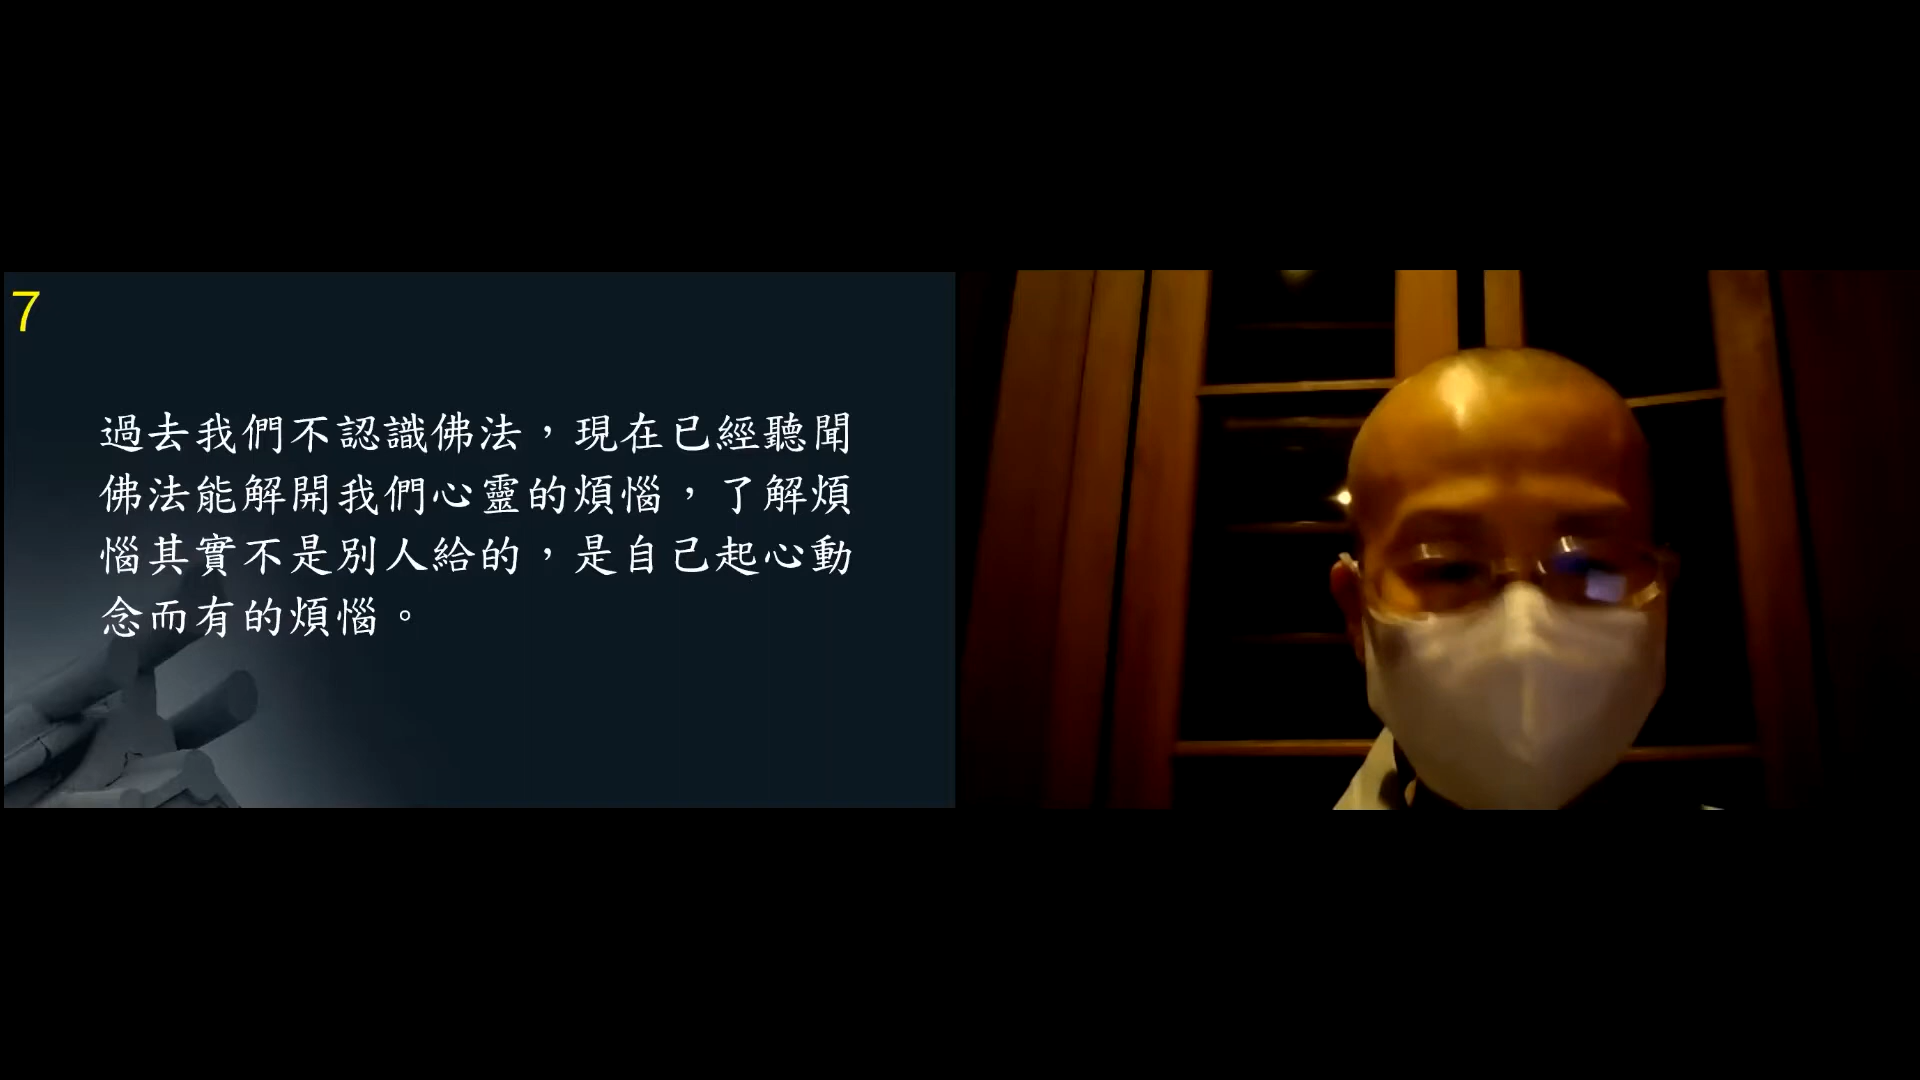 7
過去我們不認識佛法，現在已經聽聞
佛法能解開我們心靈的煩惱，了解煩
惱其實不是別人給的，是自己起心動
念而有的煩惱。